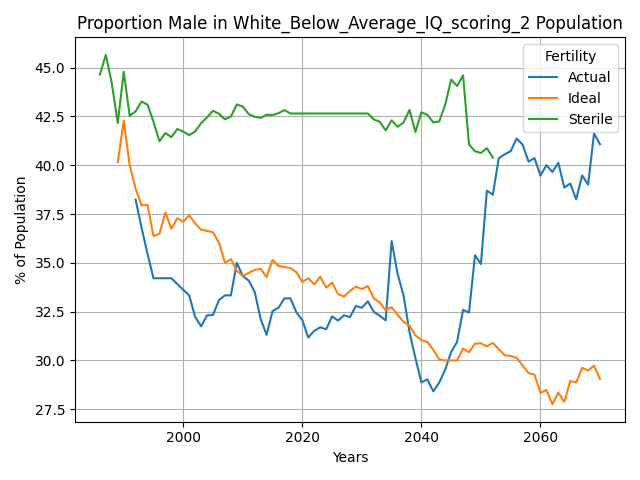 Proportion Male in White_Below_Average_IQ_scoring_2 Population
% of Population
45.0
42.5
40.0
37.5
35.0
32.5
30.0
27.5
Fertility
Actual
Ideal
Sterile
2000
2020
2040
2060
Years